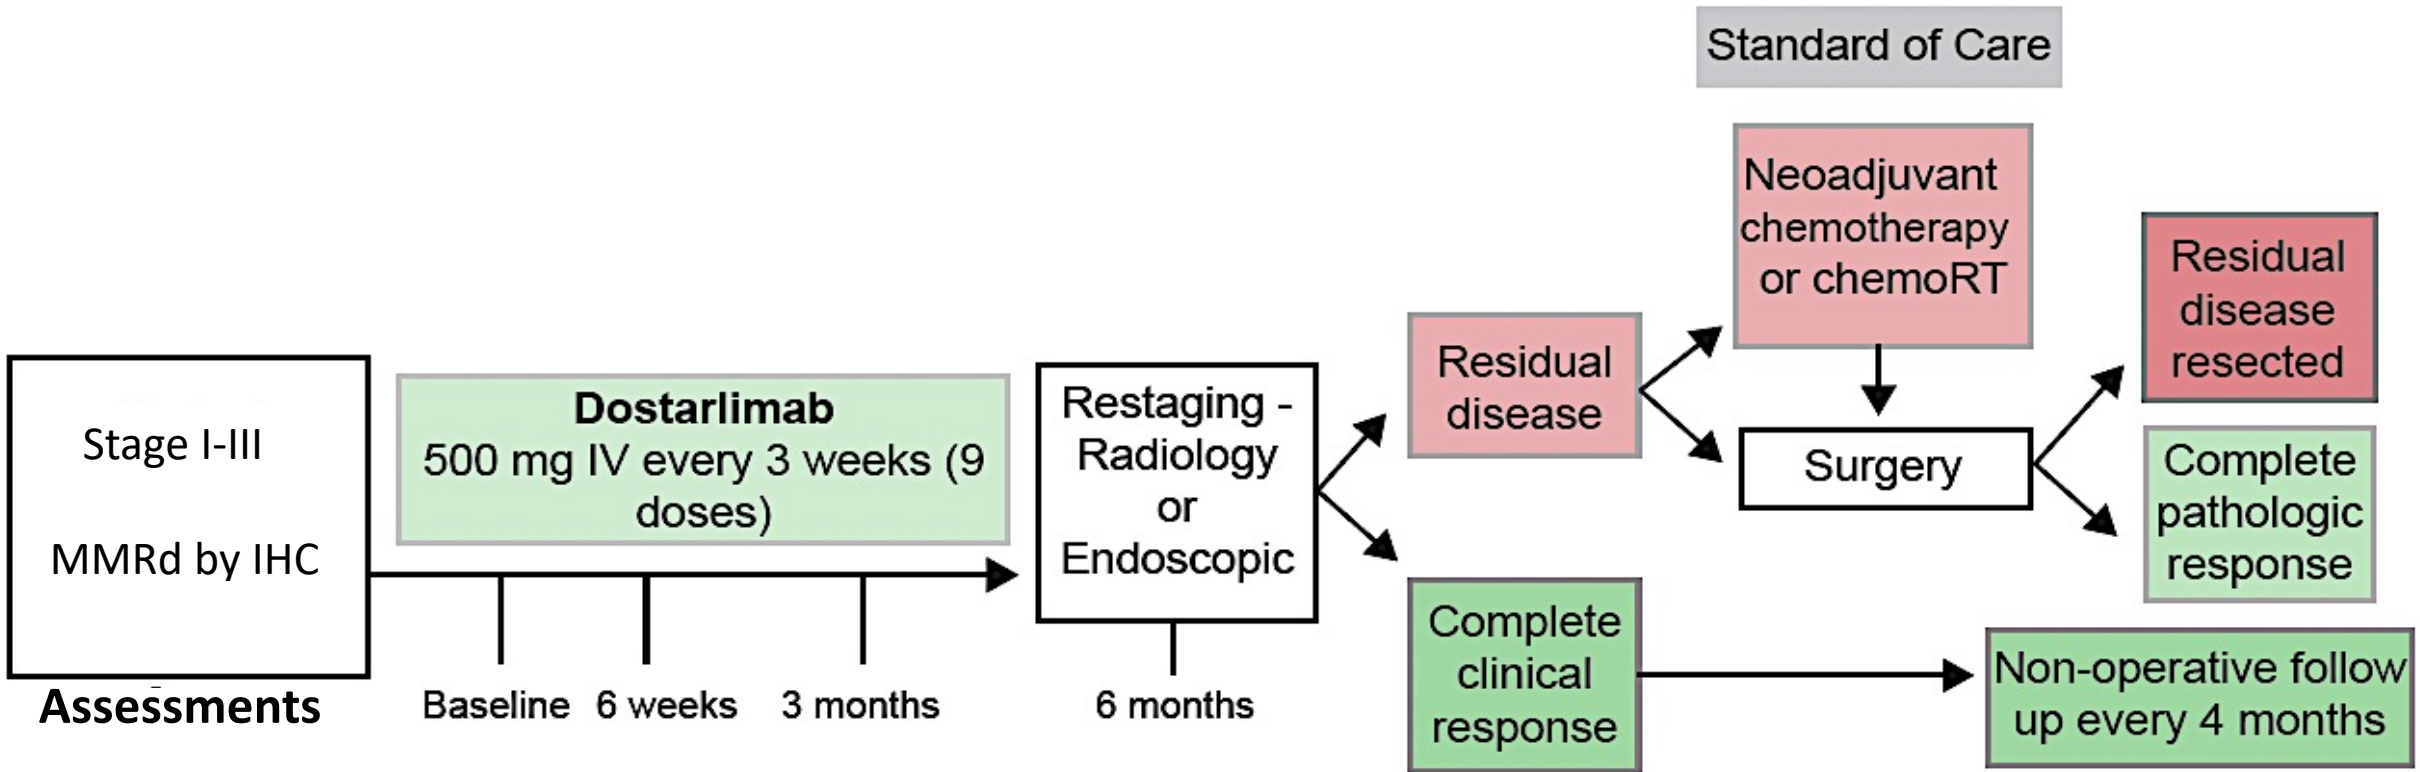 Standard of Care
Stage I-III
MMRd by IHC
Assessments
Dostarlimab
500 mg IV every 3 weeks (9
doses)
Baseline
6 weeks
3 months
Restaging -
Radiology
or
Endoscopic
6 months
Residual
disease
Complete
clinical
response
Neoadjuvant
chemotherapy
or chemoRT
Surgery
Residual
disease
resected
Complete
pathologic
response
Non-operative follow
up every 4 months